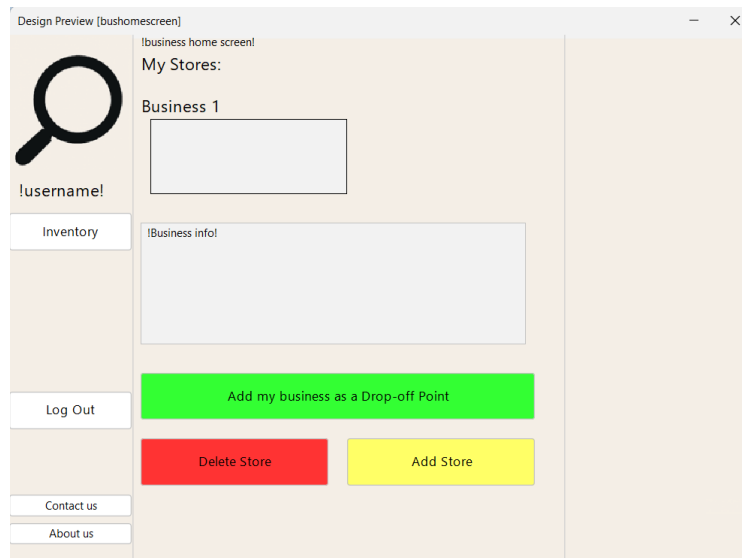 Design Preview [bushomescreen]
!business home screen!
My Stores:
Business 1
!username!
Inventory
!Business info!
Add my business as a Drop-off Point
Log Out
Delete Store
Add Store
Contact us
About us